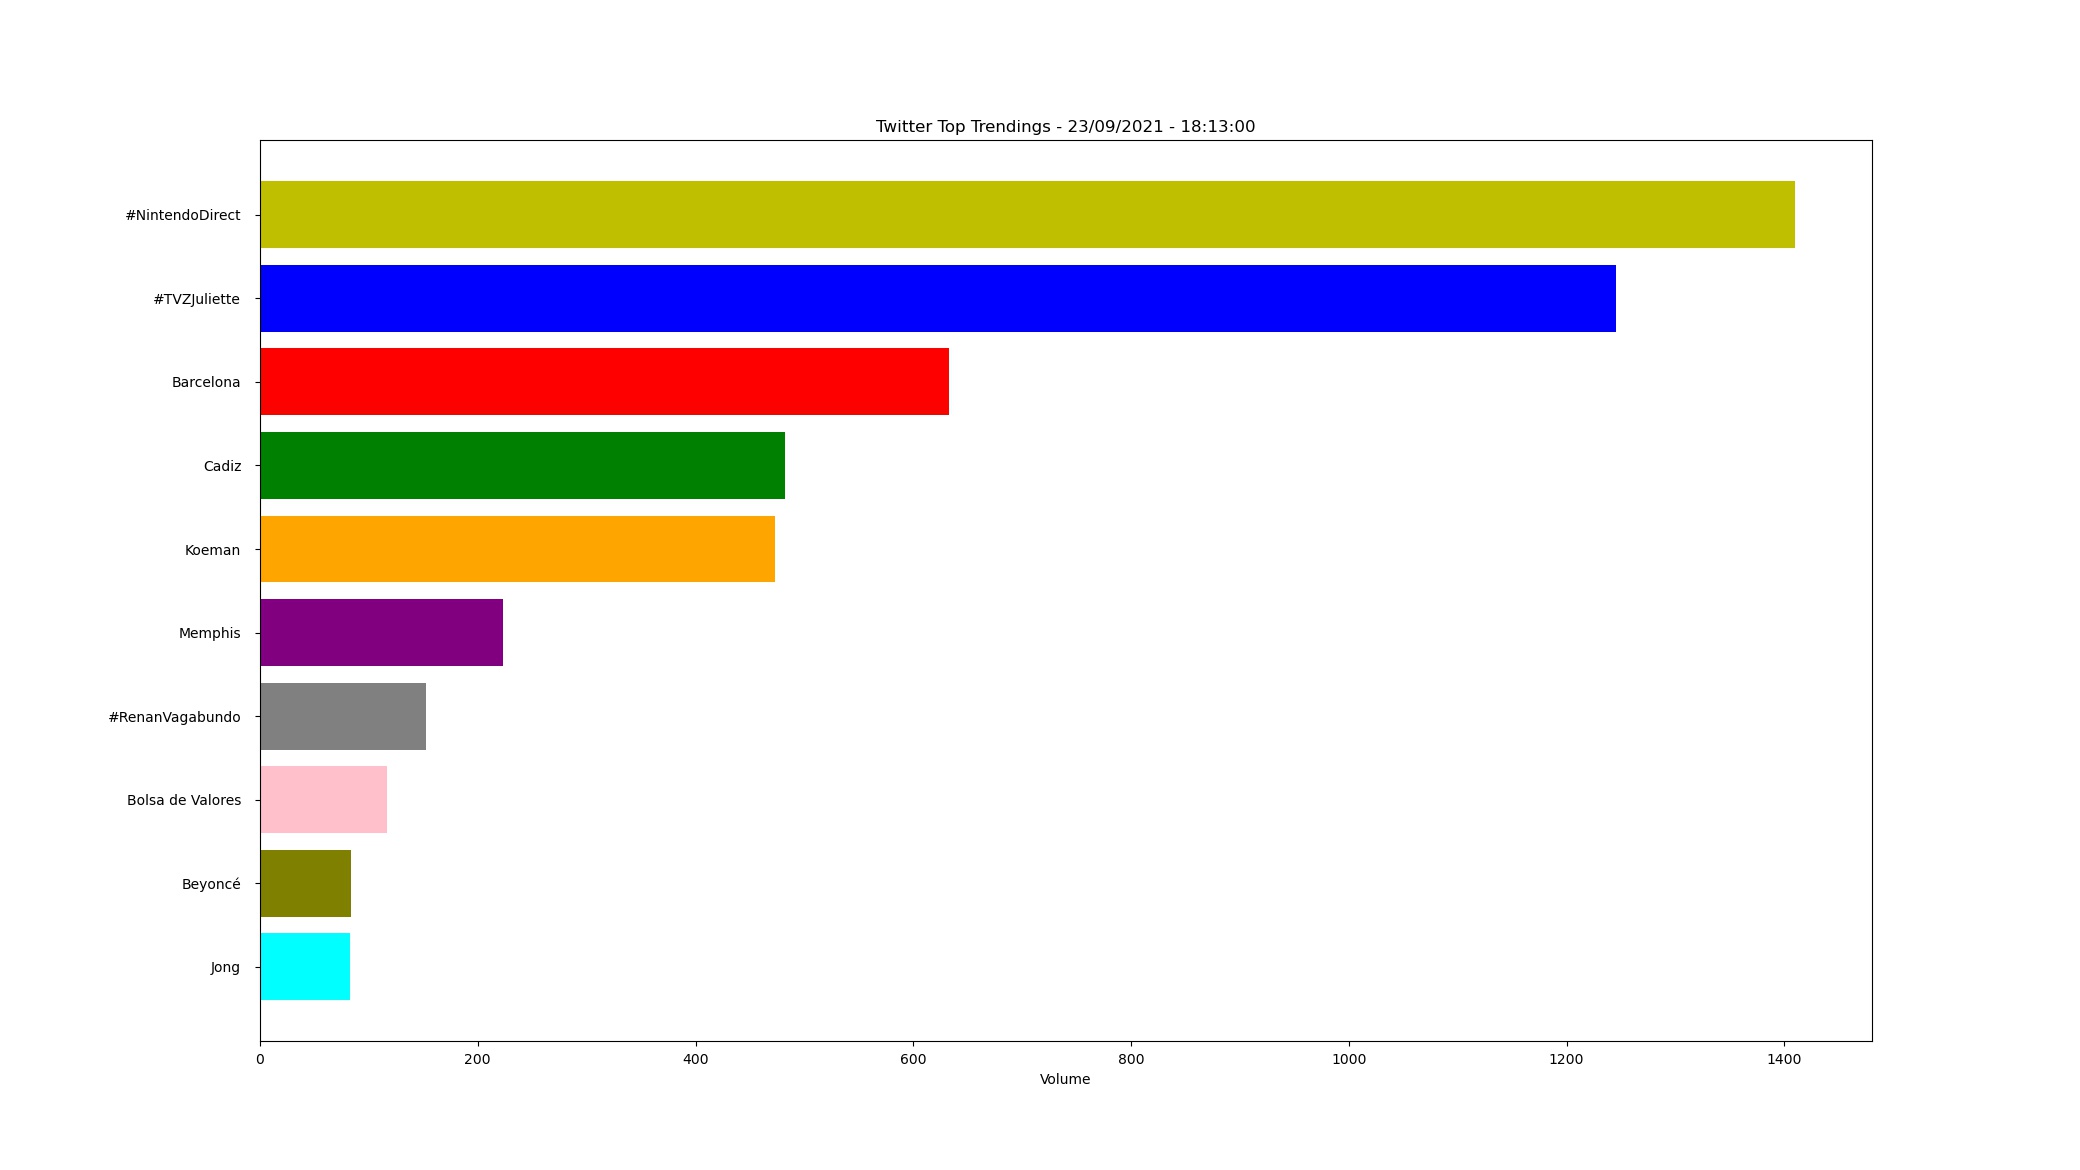 Twitter Top Trendings - 23/09/2021 - 18:13:00
#NintendoDirect
#TVZJuliette
Barcelona
Cadiz
Koeman
Memphis
#RenanVagabundo
Bolsa de Valores
Beyoncé
Jong
0 200 400 600 800 1000 1200 1400
Volume